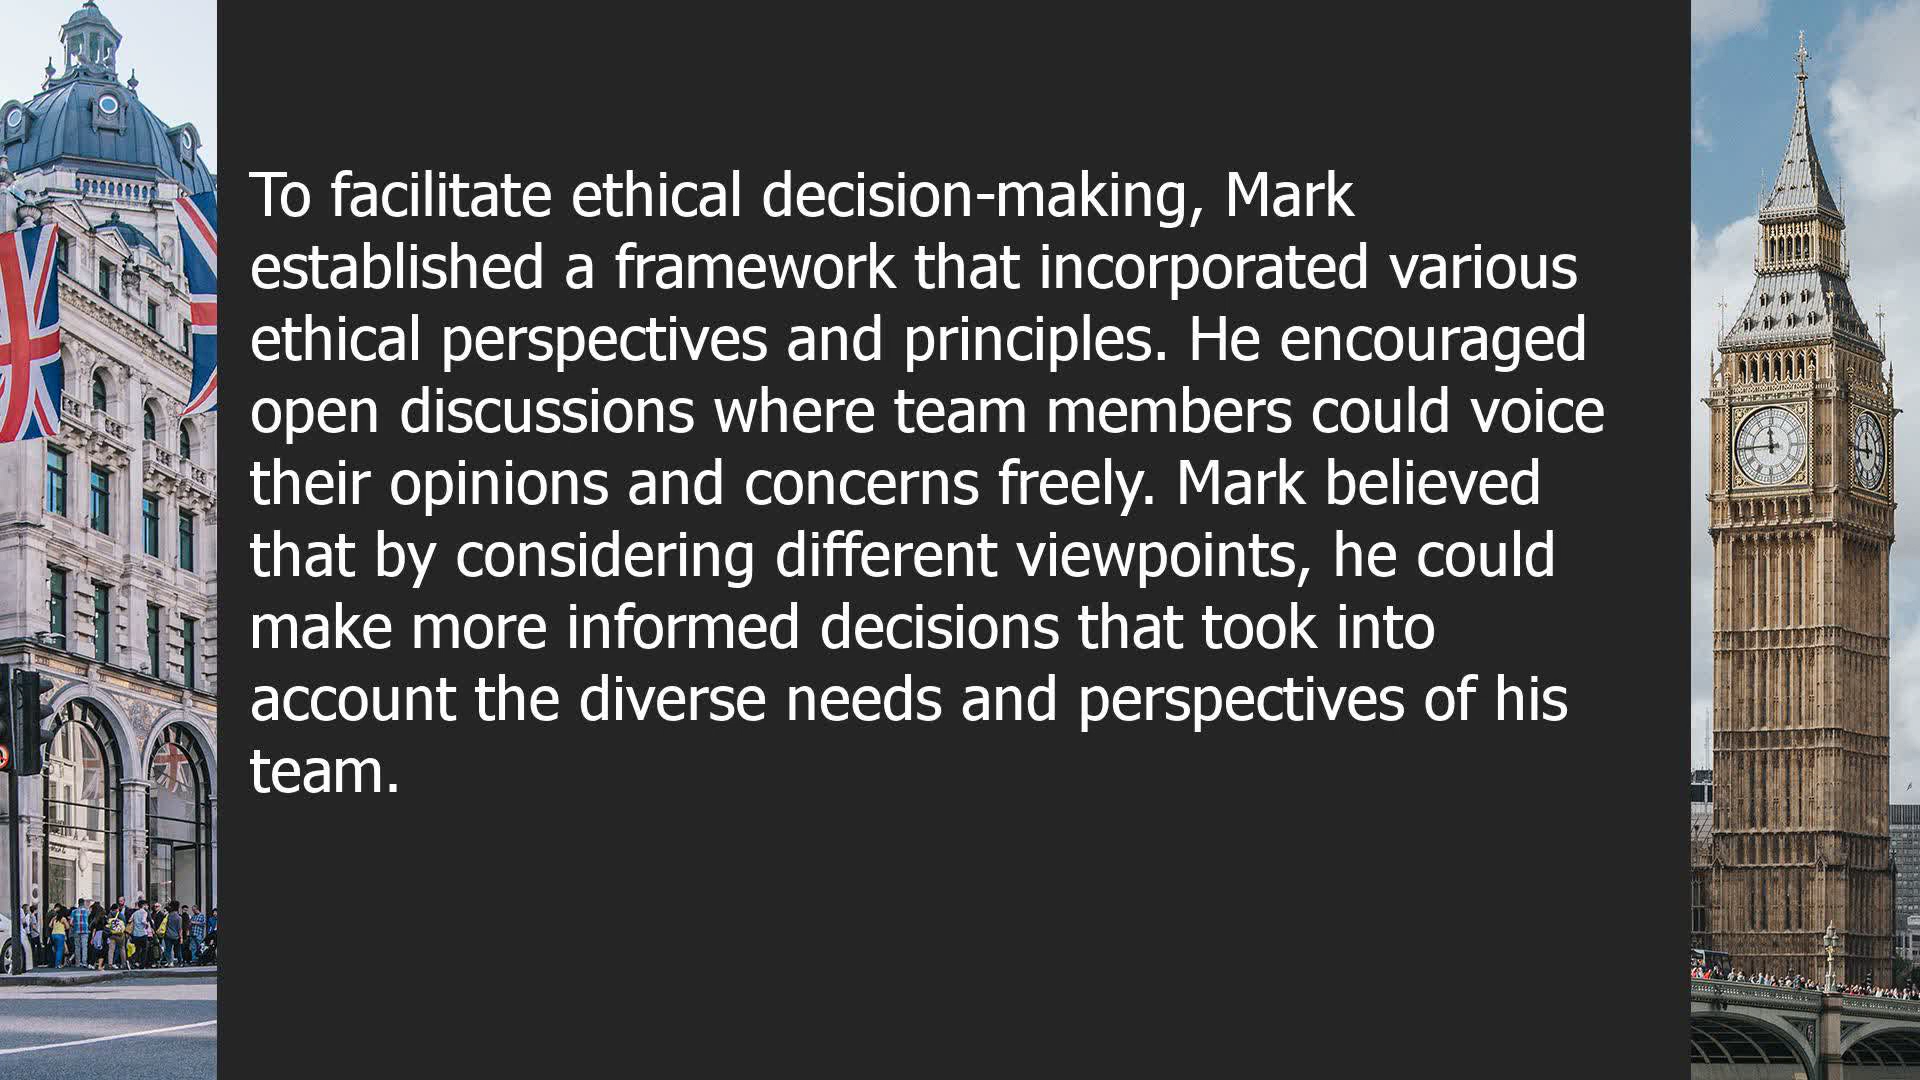 To facilitate ethical decision-making, Mark
established a framework that incorporated various
ethical perspectives and principles. He encouraged
open discussions where team members could voice
their opinions and concerns freely. Mark believed
that by considering different viewpoints, he could
make more informed decisions that took into
account the diverse needs and perspectives of his
team.